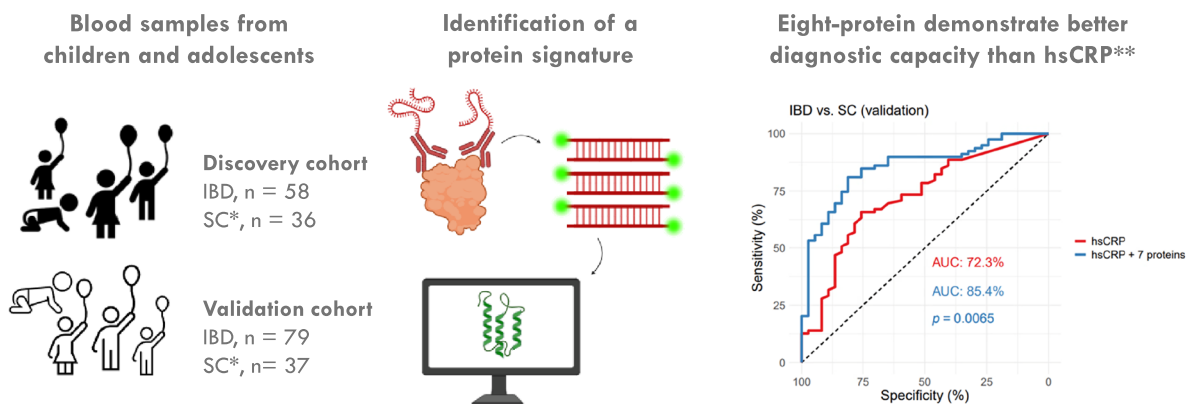 Blood samples from
children and adolescents
Discovery cohort
IBD, n = 58
SC*, n = 36
Validation cohort
IBD, n = 79
SC*, n= 37
Identification of a
protein signature
Eight-protein demonstrate better
diagnostic capacity than hsCRP**
IBD vs. SC (validation)
Sensitivity (%)
100
75
50
25
0
AUC: 72.3%
AUC: 85.4%
p = 0.0065
100
75
50
25
0
Specificity (%)
hsCRP
hsCRP + 7 proteins